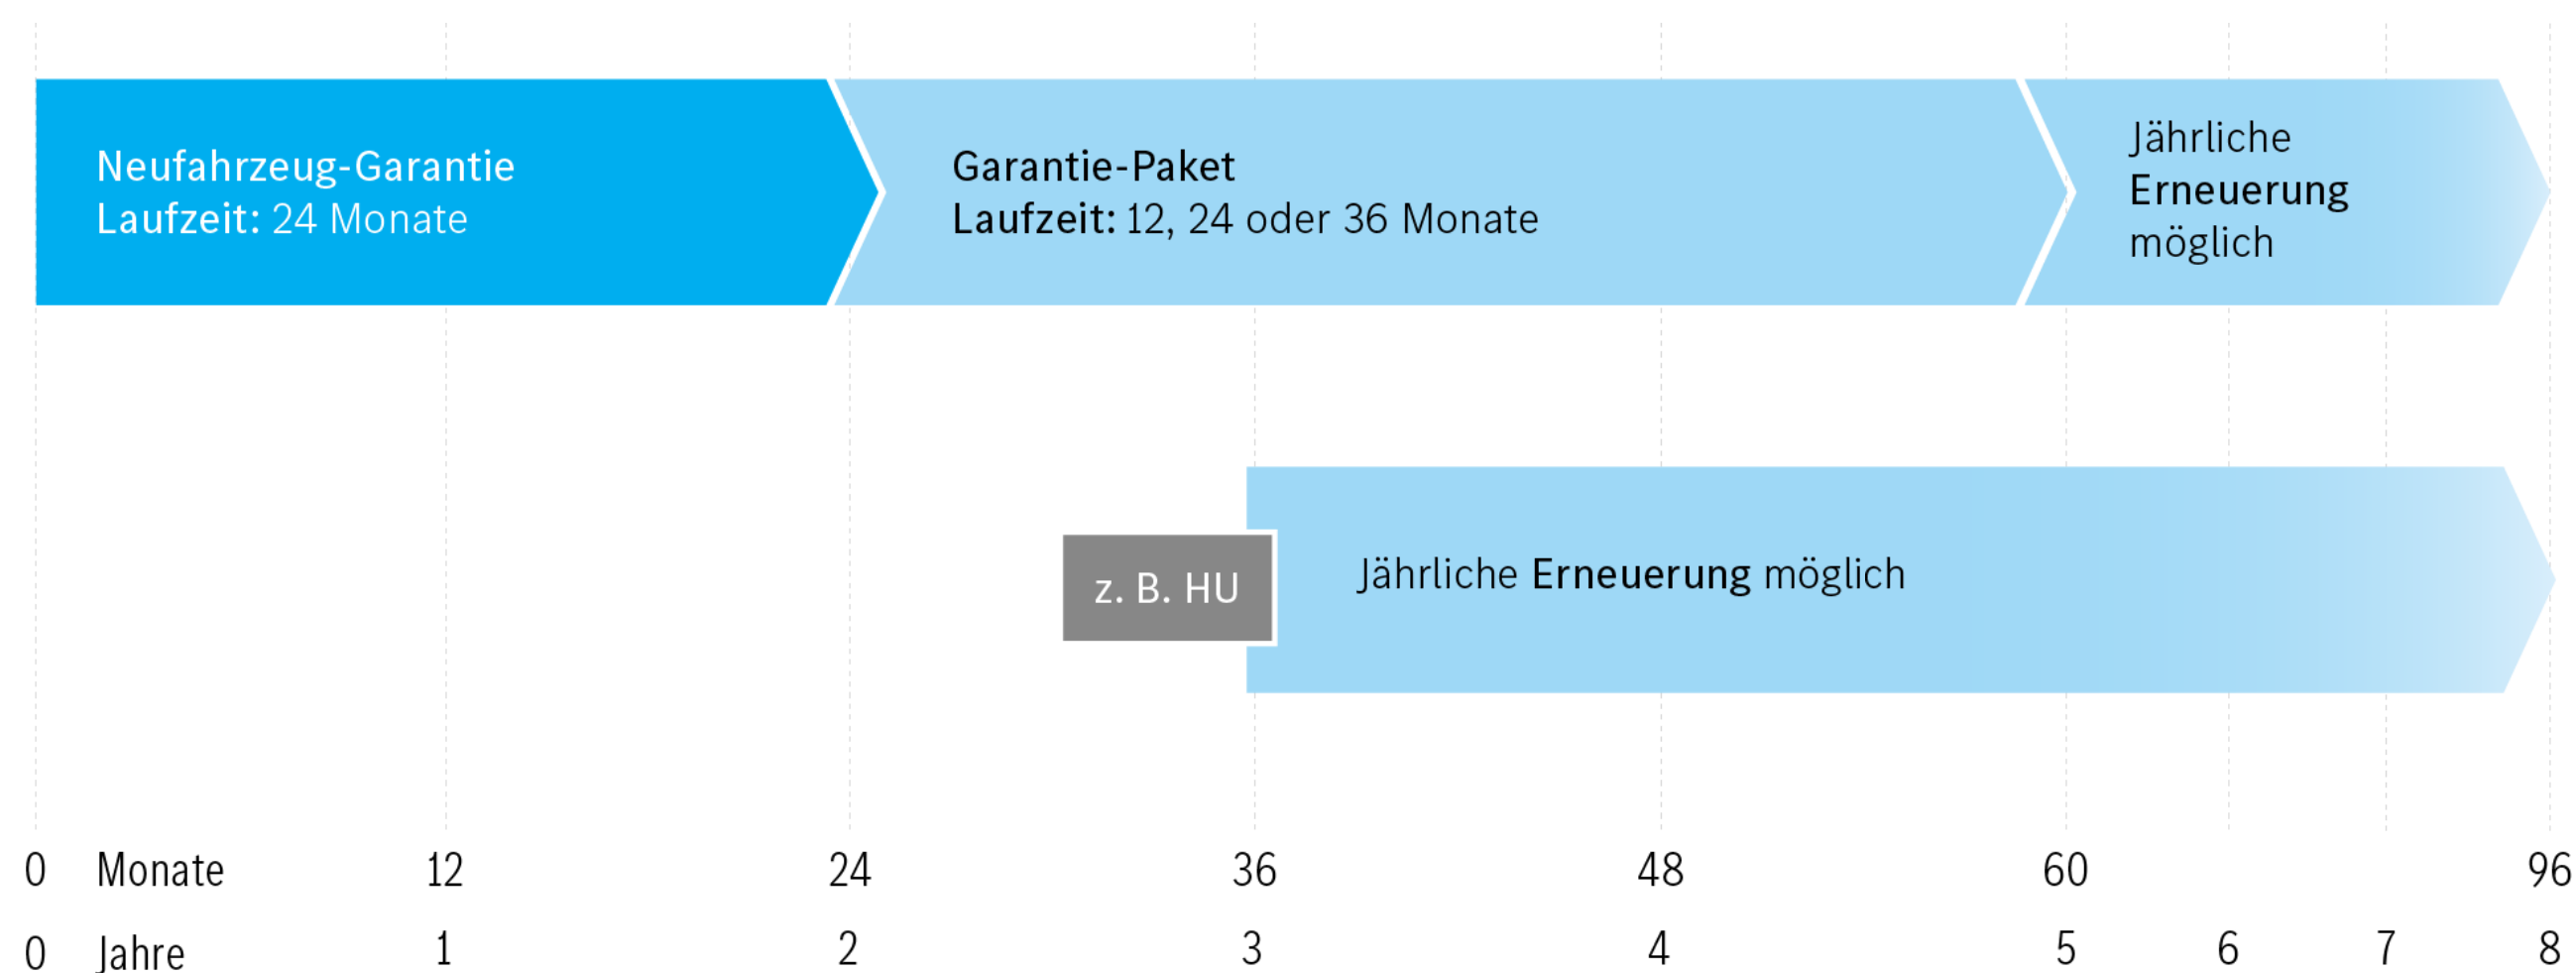 Neufahrzeug-Garantie
Laufzeit: 24 Monate
Garantie-Paket
Laufzeit: 12, 24 oder 36 Monate
Jährliche
Erneuerung
möglich
z. B. HU
Jährliche Erneuerung möglich
0 Monate 12 24 36 48 60 96
0 Jahre 1 2 3 4 5 6 7 8